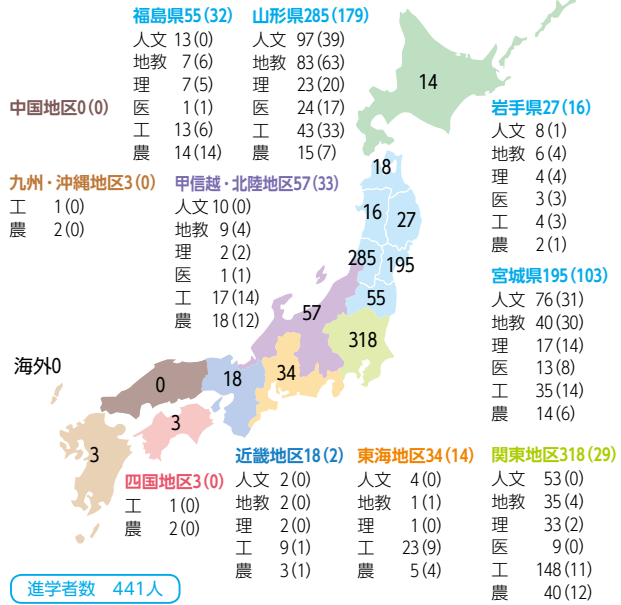 福島県55(32)
人文 13(0)
地教 7(6)
理 7(5)
医 1(1)
工 13(6)
農 14(14)
山形県285(179)
人文 97(39)
地教 83(63)
理 23(20)
医 24(17)
工 43(33)
農 15(7)
中国地区0(0)
九州・沖縄地区3(0)
工 1(0)
農 2(0)
甲信越・北陸地区57(33)
人文 10(0)
地教 9(4)
理 2(2)
医 1(1)
工 17(14)
農 18(12)
岩手県27(16)
人文 8(1)
地教 6(4)
理 4(4)
医 3(3)
工 4(3)
農 2(1)
宮城県195(103)
人文 76(31)
地教 40(30)
理 17(14)
医 13(8)
工 35(14)
農 14(6)
14
18
16
27
285
195
55
57
318
海外0
0
18
34
3
3
四国地区3(0)
工 1(0)
農 2(0)
近畿地区18(2)
人文 2(0)
地教 2(0)
理 2(0)
工 9(1)
農 3(1)
東海地区34(14)
人文 4(0)
地教 1(1)
理 1(0)
工 23(9)
農 5(4)
関東地区318(29)
人文 53(0)
地教 35(4)
理 33(2)
医 9(0)
工 148(11)
農 40(12)
進学者数 441人